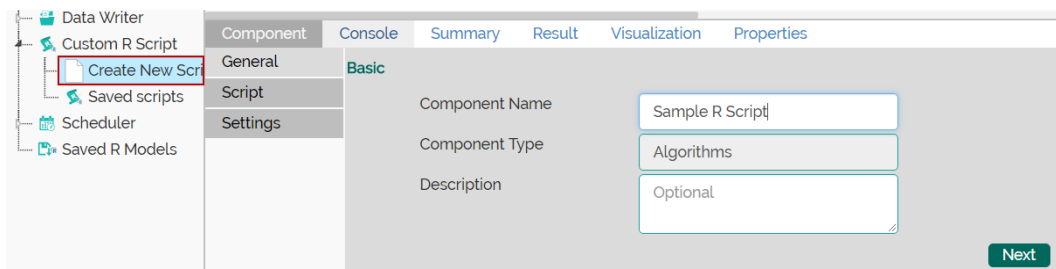 Data Writer
Custom R Script
Create New Scri
Saved scripts
Scheduler
Saved R Models
Component Console Summary Result Visualization Properties
General
Script
Settings
Basic
Component Name Sample R Script
Component Type Algorithms
Description Optional
Next